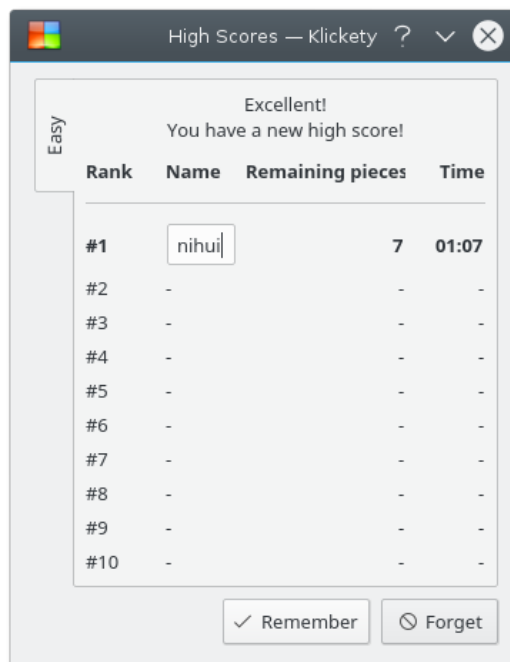 High Scores — Klickety ?
Easy
Excellent!
You have a new high score!
Rank Name Remaining pieces Time
#1 nihui 7 01:07
#2 - - -
#3 - - -
#4 - - -
#5 - - -
#6 - - -
#7 - - -
#8 - - -
#9 - - -
#10 - - -
Remember Forget